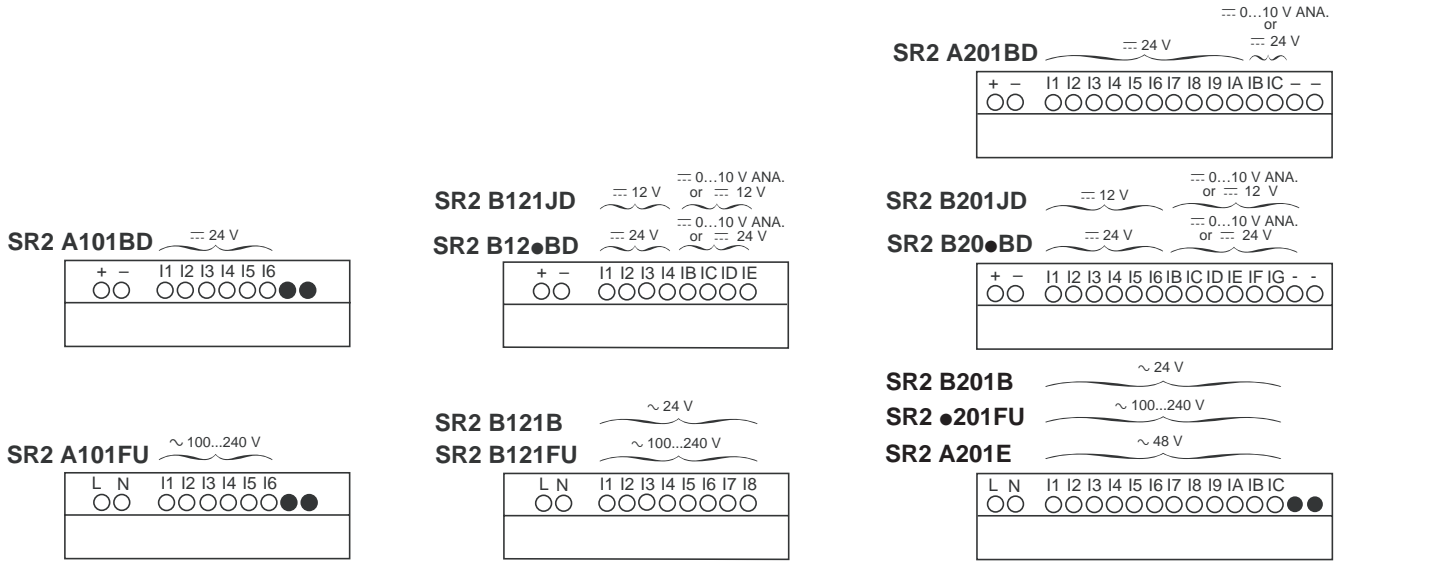 ⎓ 0...10 V ANA.
or
SR2 A201BD ⎓ 24 V ⎓ 24 V
+ – I1 I2 I3 I4 I5 I6 I7 I8 I9 IA IB IC – –
SR2 B121JD ⎓ 12 V ⎓ 0...10 V ANA. or ⎓ 12 V
SR2 B12●BD ⎓ 24 V ⎓ 0...10 V ANA. or ⎓ 24 V
+ – I1 I2 I3 I4 IB IC ID IE
SR2 B201JD ⎓ 12 V ⎓ 0...10 V ANA. or ⎓ 12 V
SR2 B20●BD ⎓ 24 V ⎓ 0...10 V ANA. or ⎓ 24 V
+ – I1 I2 I3 I4 I5 I6 IB IC ID IE IF IG - -
SR2 A101BD ⎓ 24 V
+ – I1 I2 I3 I4 I5 I6
SR2 A101FU ~ 100...240 V
L N I1 I2 I3 I4 I5 I6
SR2 B121B ~ 24 V
SR2 B121FU ~ 100...240 V
L N I1 I2 I3 I4 I5 I6 I7 I8
SR2 B201B ~ 24 V
SR2 ●201FU ~ 100...240 V
SR2 A201E ~ 48 V
L N I1 I2 I3 I4 I5 I6 I7 I8 I9 IA IB IC